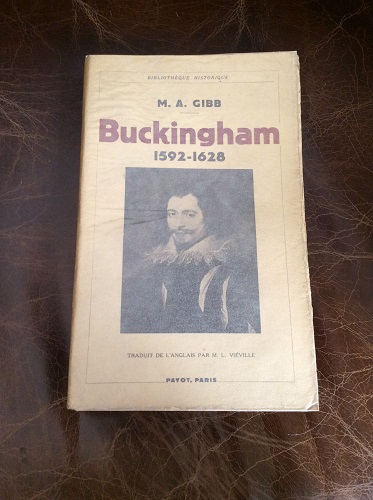 BIBLIOTHÈQUE HISTORIQUE
M. A. GIBB
Buckingham
1592-1628
TRADUIT DE L'ANGLAIS PAR M. L. VIÉVILLE
PAYOT, PARIS